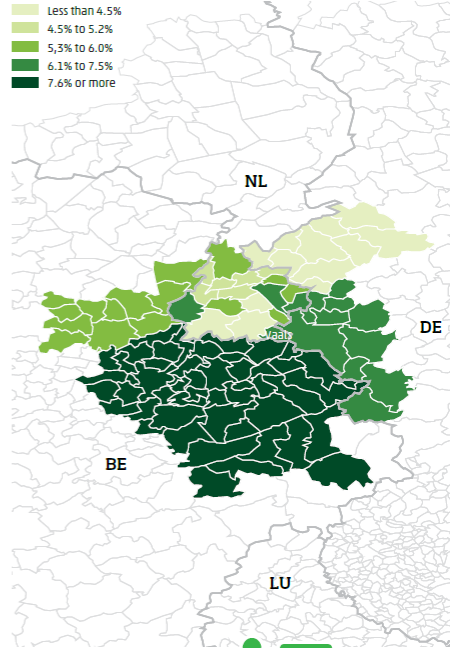 Less than 4.5%
4.5% to 5.2%
5,3% to 6.0%
6.1% to 7.5%
7.6% or more
NL
Vaals
DE
BE
LU